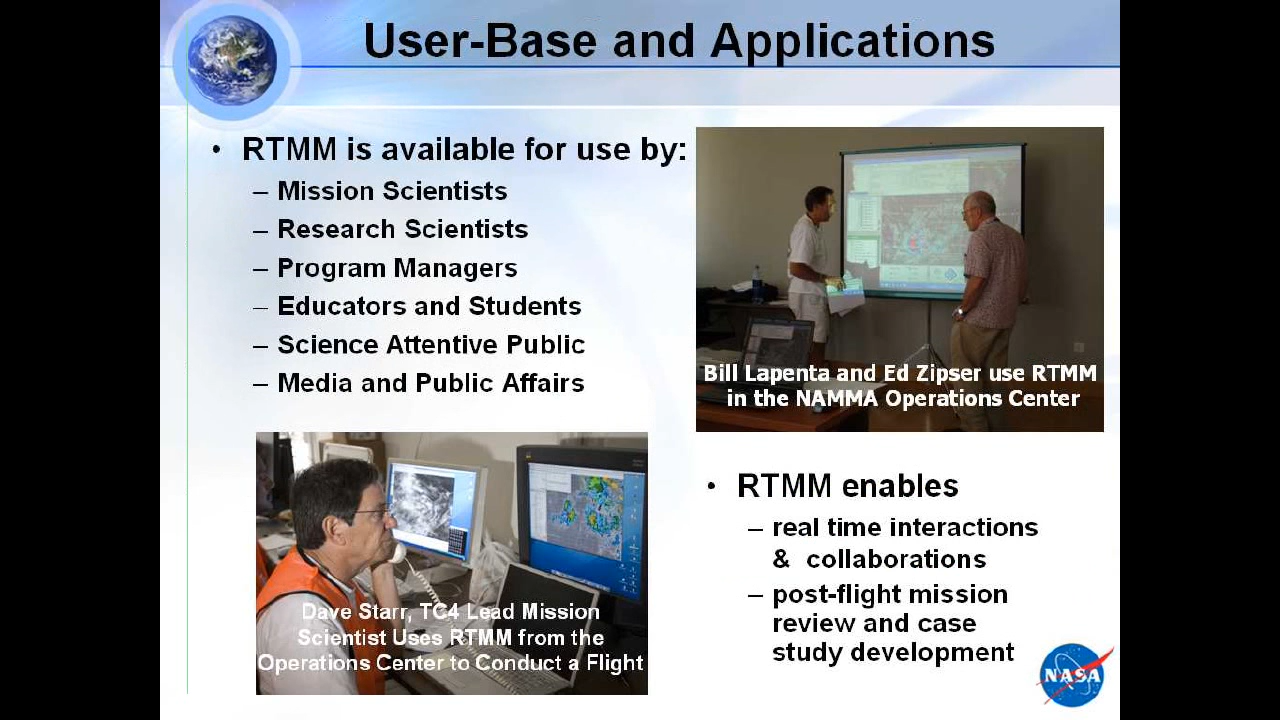 User-Base and Applications
• RTMM is available for use by:
– Mission Scientists
– Research Scientists
– Program Managers
– Educators and Students
– Science Attentive Public
– Media and Public Affairs
Bill Lapenta and Ed Zipser use RTMM
in the NAMMA Operations Center
Dave Starr, TC4 Lead Mission
Scientist Uses RTMM from the
Operations Center to Conduct a Flight
• RTMM enables
– real time interactions
& collaborations
– post-flight mission
review and case
study development
NASA